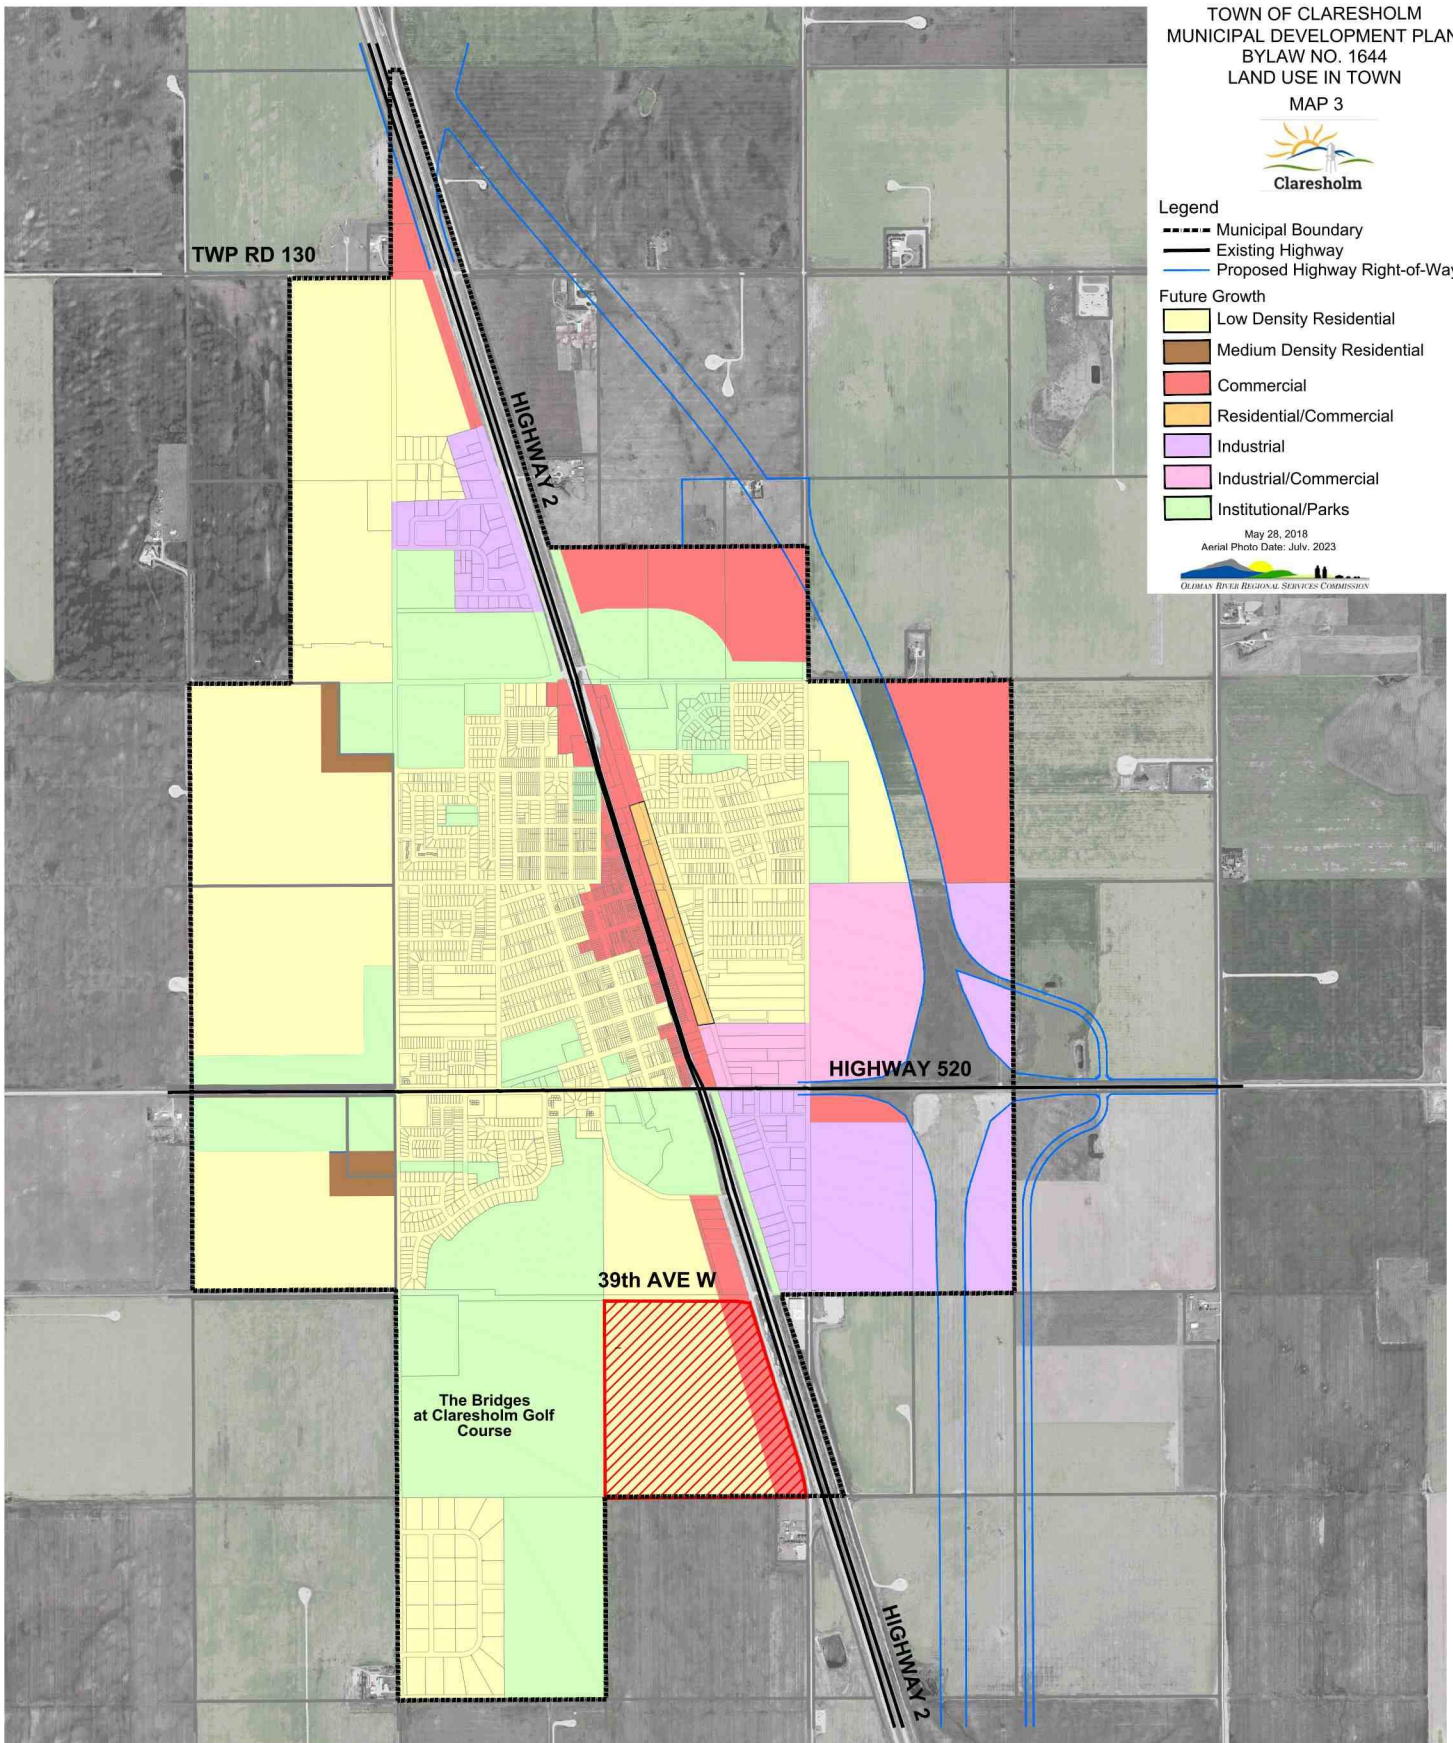 TOWN OF CLARESHOLM
MUNICIPAL DEVELOPMENT PLAN
BYLAW NO. 1644
LAND USE IN TOWN
MAP 3
Claresholm
Legend
Municipal Boundary
Existing Highway
Proposed Highway Right-of-Way
Future Growth
Low Density Residential
Medium Density Residential
Commercial
Residential/Commercial
Industrial
Industrial/Commercial
Institutional/Parks
May 28, 2018
Aerial Photo Date: July, 2023
OLDMAN RIVER REGIONAL SERVICES COMMISSION
TWP RD 130
HIGHWAY 2
HIGHWAY 520
39th AVE W
The Bridges
at Claresholm Golf
Course
HIGHWAY 2